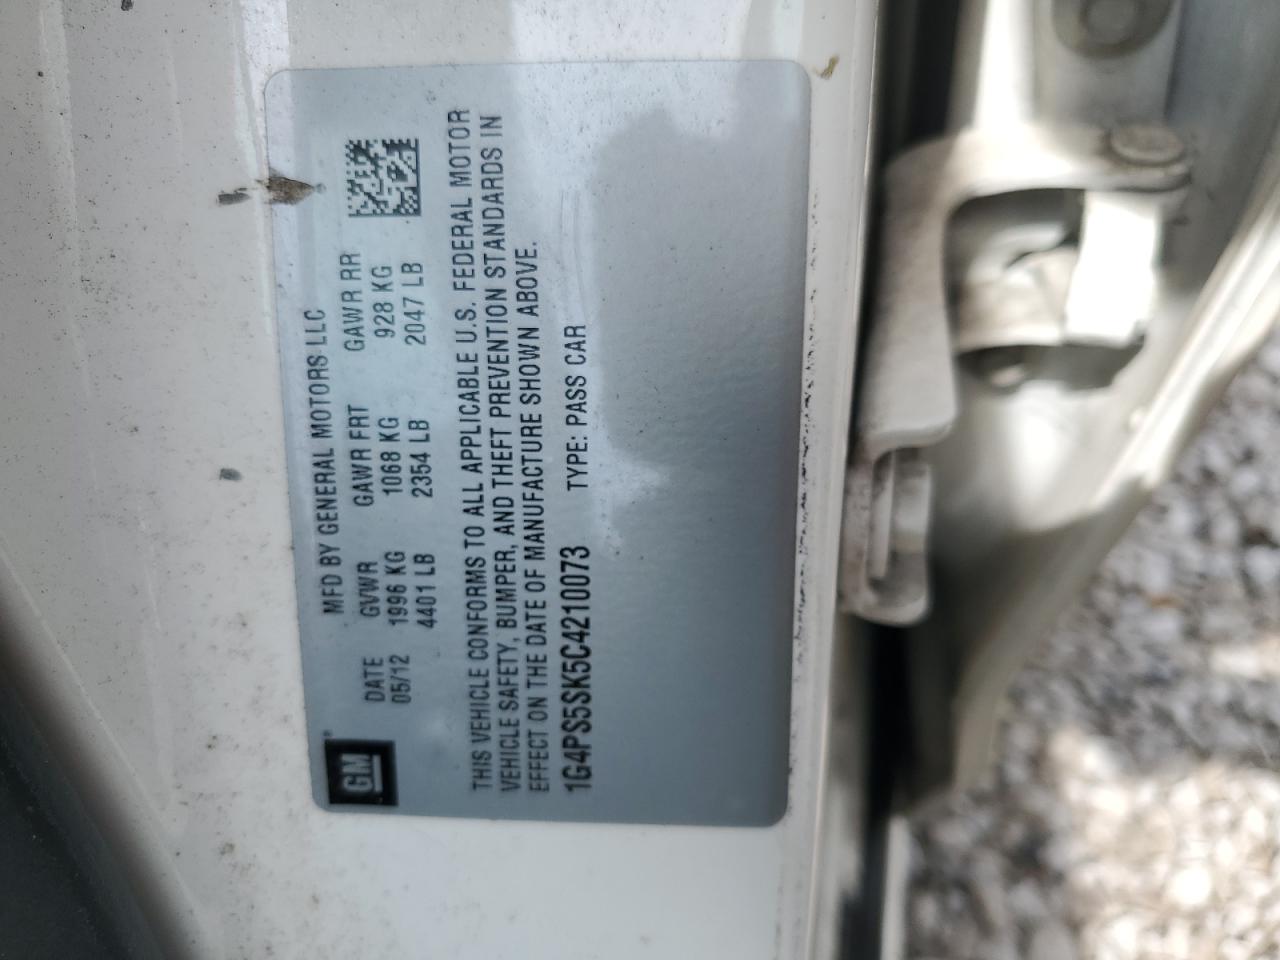 GM
MFD BY GENERAL MOTORS LLC
DATE GVWR GAWR FRT GAWR RR
05/12 1996 KG 1068 KG 928 KG
4401 LB 2354 LB 2047 LB
THIS VEHICLE CONFORMS TO ALL APPLICABLE U.S. FEDERAL MOTOR
VEHICLE SAFETY, BUMPER, AND THEFT PREVENTION STANDARDS IN
EFFECT ON THE DATE OF MANUFACTURE SHOWN ABOVE.
1G4PS5SK5C4210073 TYPE: PASS CAR